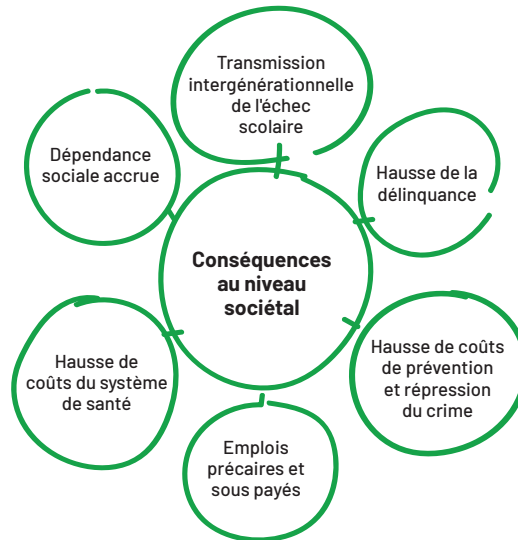 Transmission
intergénérationnelle
de l'échec
scolaire
Dépendance
sociale accrue
Hausse de la
délinquance
Conséquences
au niveau
sociétal
Hausse de
coûts du système
de santé
Hausse de coûts
de prévention
et répression
du crime
Emplois
précaires et
sous payés